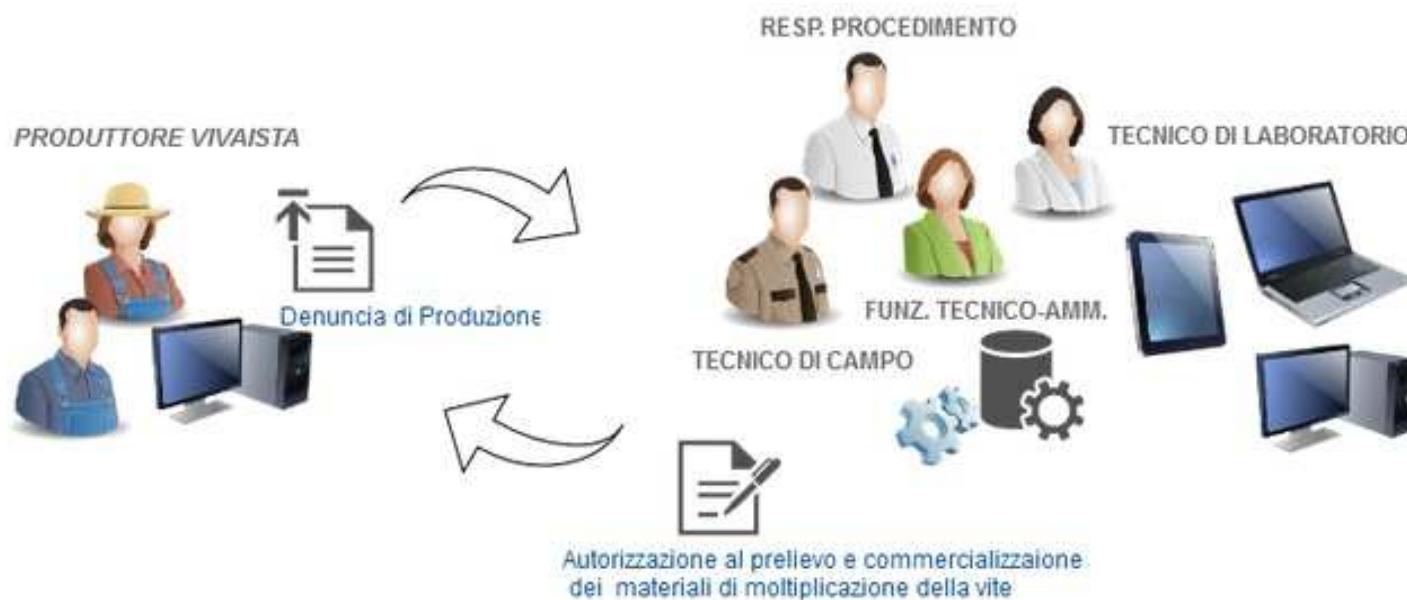 RESP. PROCEDIMENTO
PRODUTTORE VIVAISTA
TECNICO DI LABORATORIO
Denuncia di Produzione
FUNZ. TECNICO-AMM.
TECNICO DI CAMPO
Autorizzazione al prelievo e commercializzaione
dei materiali di moltiplicazione della vite